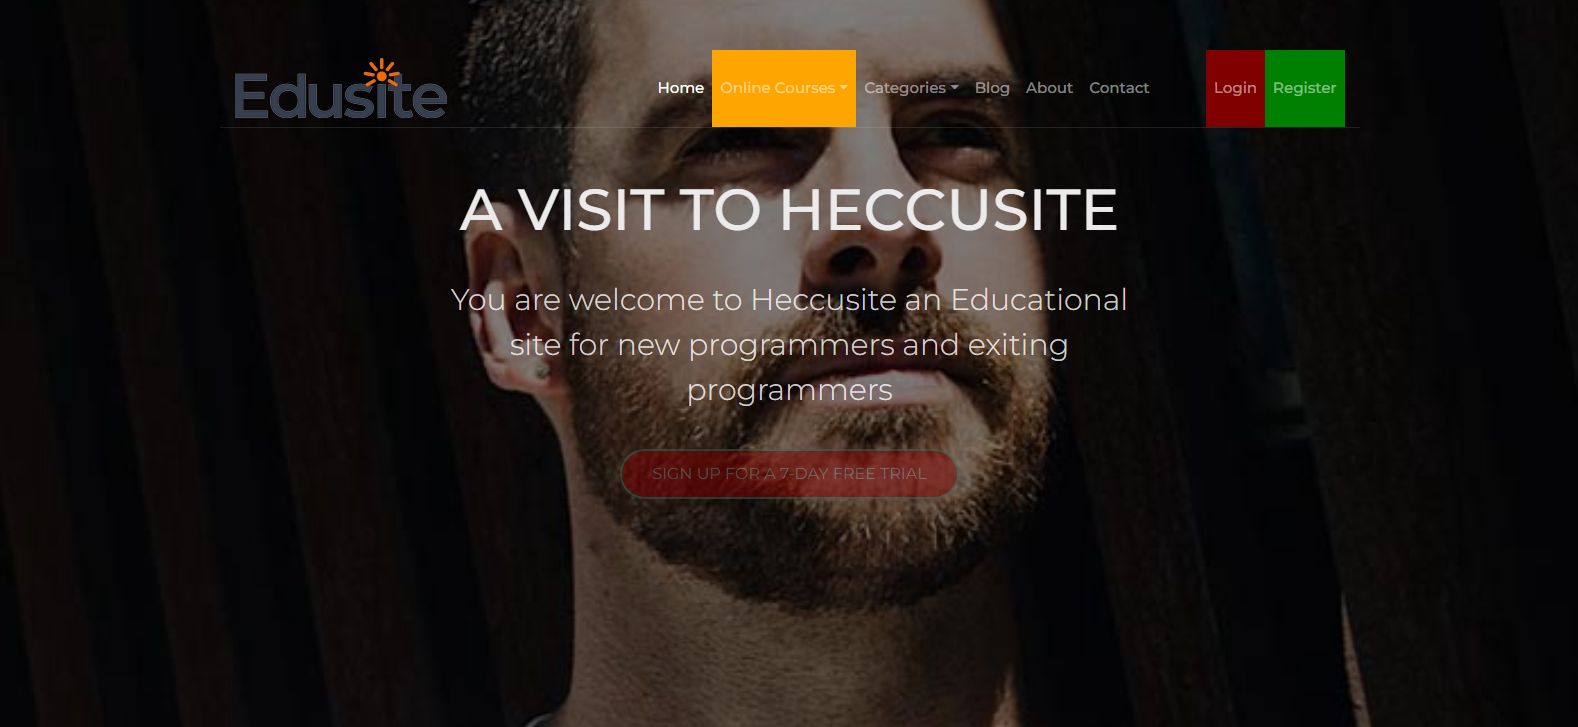 Edusite
Home Online Courses Categories Blog About Contact Login Register
A VISIT TO HECCUSITE
You are welcome to Heccusite an Educational
site for new programmers and exiting
programmers
SIGN UP FOR A 7-DAY FREE TRIAL